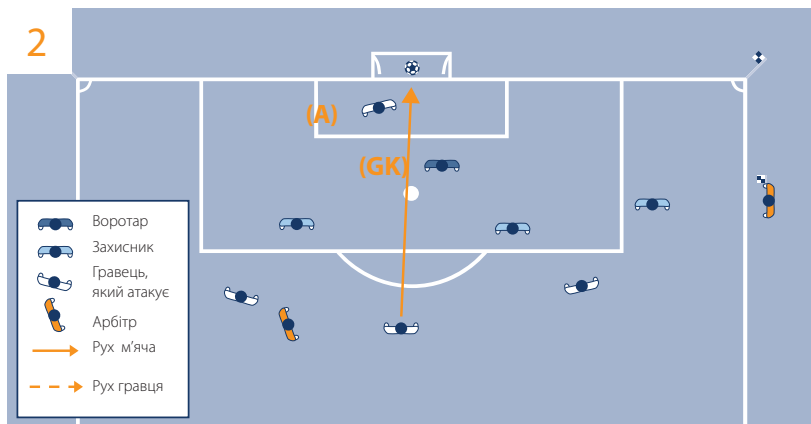 2
(A)
(GK)
Воротар
Захисник
Гравець,
який атакує
Арбітр
Рух м’яча
Рух гравця